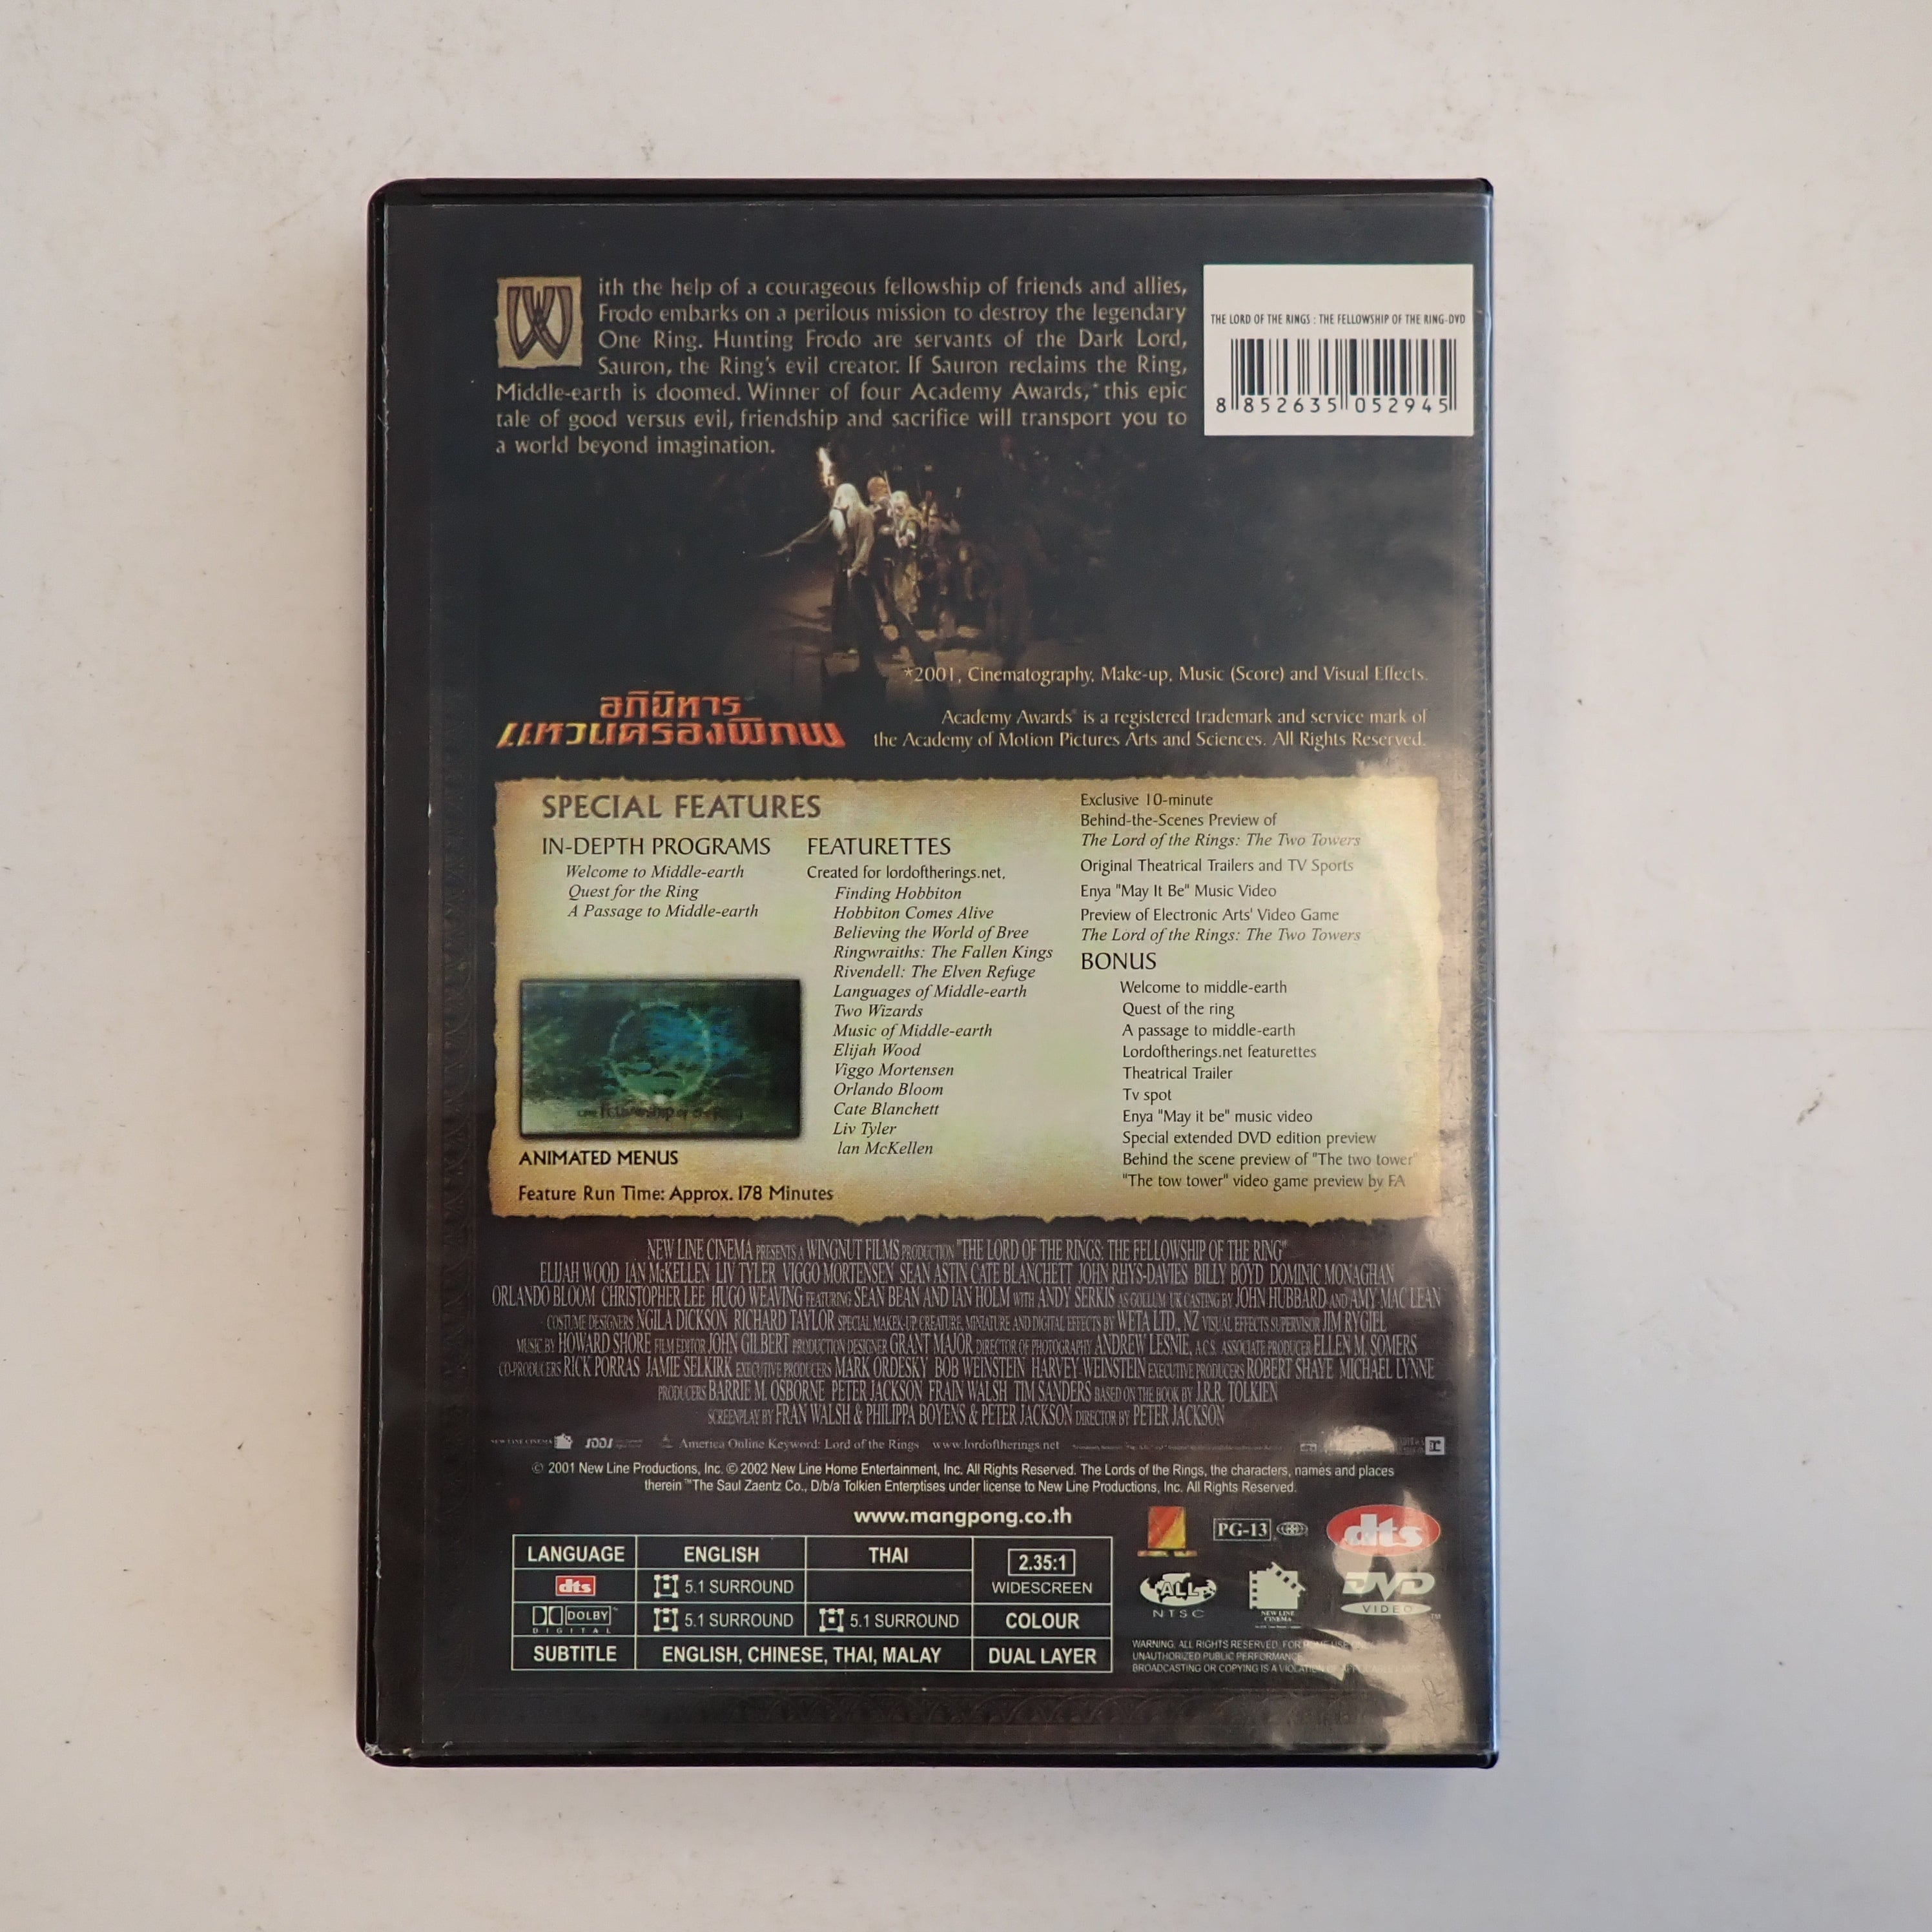 With the help of a courageous fellowship of friends and allies,
Frodo embarks on a perilous mission to destroy the legendary
One Ring. Hunting Frodo are servants of the Dark Lord,
Sauron, the Ring's evil creator. If Sauron reclaims the Ring,
Middle-earth is doomed. Winner of four Academy Awards,* this epic
tale of good versus evil, friendship and sacrifice will transport you to
a world beyond imagination.
THE LORD OF THE RINGS : THE FELLOWSHIP OF THE RING-DVD
8 852635 052945
*2001, Cinematography, Make-up, Music (Score) and Visual Effects.
อภินิหาร
แหวนครองพิภพ
Academy Awards® is a registered trademark and service mark of
the Academy of Motion Pictures Arts and Sciences. All Rights Reserved.
SPECIAL FEATURES
IN-DEPTH PROGRAMS
Welcome to Middle-earth
Quest for the Ring
A Passage to Middle-earth
ANIMATED MENUS
Feature Run Time: Approx. 178 Minutes
FEATURETTES
Created for lordoftherings.net,
Finding Hobbiton
Hobbiton Comes Alive
Believing the World of Bree
Ringwraiths: The Fallen Kings
Rivendell: The Elven Refuge
Languages of Middle-earth
Two Wizards
Music of Middle-earth
Elijah Wood
Viggo Mortensen
Orlando Bloom
Cate Blanchett
Liv Tyler
Ian McKellen
Exclusive 10-minute
Behind-the-Scenes Preview of
The Lord of the Rings: The Two Towers
Original Theatrical Trailers and TV Sports
Enya "May It Be" Music Video
Preview of Electronic Arts' Video Game
The Lord of the Rings: The Two Towers
BONUS
Welcome to middle-earth
Quest of the ring
A passage to middle-earth
Lordoftherings.net featurettes
Theatrical Trailer
Tv spot
Enya "May it be" music video
Special extended DVD edition preview
Behind the scene preview of "The two tower"
"The tow tower" video game preview by FA
NEW LINE CINEMA PRESENTS A WINGNUT FILMS PRODUCTION "THE LORD OF THE RINGS: THE FELLOWSHIP OF THE RING"
ELIJAH WOOD IAN McKELLEN LIV TYLER VIGGO MORTENSEN SEAN ASTIN CATE BLANCHETT JOHN RHYS-DAVIES BILLY BOYD DOMINIC MONAGHAN
ORLANDO BLOOM CHRISTOPHER LEE HUGO WEAVING FEATURING SEAN BEAN AND IAN HOLM WITH ANDY SERKIS AS GOLLUM UK CASTING BY JOHN HUBBARD AND AMY MAC LEAN
COSTUME DESIGNERS NGILA DICKSON RICHARD TAYLOR SPECIAL MAKEK-UP CREATURE, MINIATURE AND DIGITAL EFFECTS BY WETA LTD., NZ VISUAL EFFECTS SUPERVISOR JIM RYGIEL
MUSIC BY HOWARD SHORE FILM EDITOR JOHN GILBERT PRODUCTION DESIGNER GRANT MAJOR DIRECTOR OF PHOTOGRAPHY ANDREW LESNIE, A.C.S. ASSOCIATE PRODUCER ELLEN M. SOMERS
CO-PRODUCERS RICK PORRAS JAMIE SELKIRK EXECUTIVE PRODUCERS MARK ORDESKY BOB WEINSTEIN HARVEY WEINSTEIN EXECUTIVE PRODUCERS ROBERT SHAYE MICHAEL LYNNE
PRODUCERS BARRIE M. OSBORNE PETER JACKSON FRAIN WALSH TIM SANDERS BASED ON THE BOOK BY J.R.R. TOLKIEN
SCREENPLAY BY FRAN WALSH & PHILIPPA BOYENS & PETER JACKSON DIRECTOR BY PETER JACKSON
NEW LINE CINEMA America Online Keyword: Lord of the Rings www.lordoftherings.net
© 2001 New Line Productions, Inc. © 2002 New Line Home Entertainment, Inc. All Rights Reserved. The Lords of the Rings, the characters, names and places
therein ™The Saul Zaentz Co., D/b/a Tolkien Enterptises under license to New Line Productions, Inc. All Rights Reserved.
www.mangpong.co.th
LANGUAGE ENGLISH THAI 2.35:1
WIDESCREEN
dts 5.1 SURROUND
DOLBY DIGITAL 5.1 SURROUND 5.1 SURROUND COLOUR
SUBTITLE ENGLISH, CHINESE, THAI, MALAY DUAL LAYER
PG-13 dts
ALL
NTSC
NEW LINE
CINEMA
DVD
VIDEO
WARNING: ALL RIGHTS RESERVED. FOR HOME USE
UNAUTHORIZED PUBLIC PERFORMANCE
BROADCASTING OR COPYING IS A VIOLATION OF